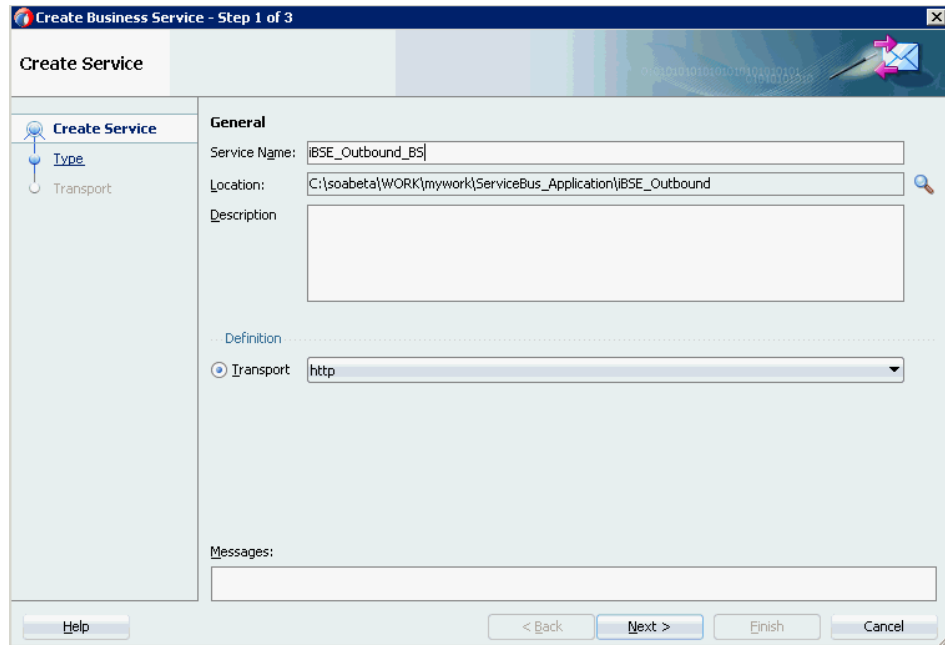 Create Business Service - Step 1 of 3
Create Service
Create Service
Type
Transport
General
Service Name: iBSE_Outbound_BS
Location: C:\soabeta\WORK\mywork\ServiceBus_Application\iBSE_Outbound
Description
Definition
Transport http
Messages:
Help < Back Next > Finish Cancel